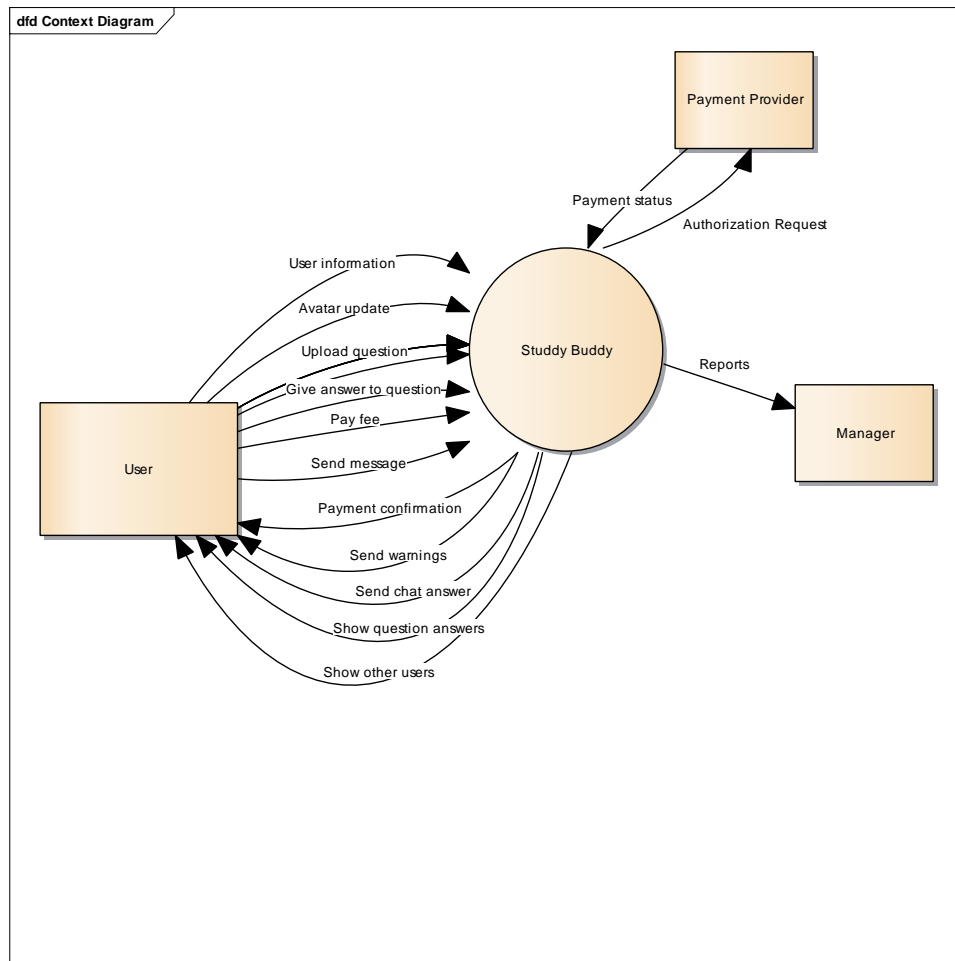 dfd Context Diagram
Payment Provider
Payment status
Authorization Request
User information
Avatar update
Upload question
Studdy Buddy
Reports
Give answer to question
Pay fee
Manager
User
Send message
Payment confirmation
Send warnings
Send chat answer
Show question answers
Show other users